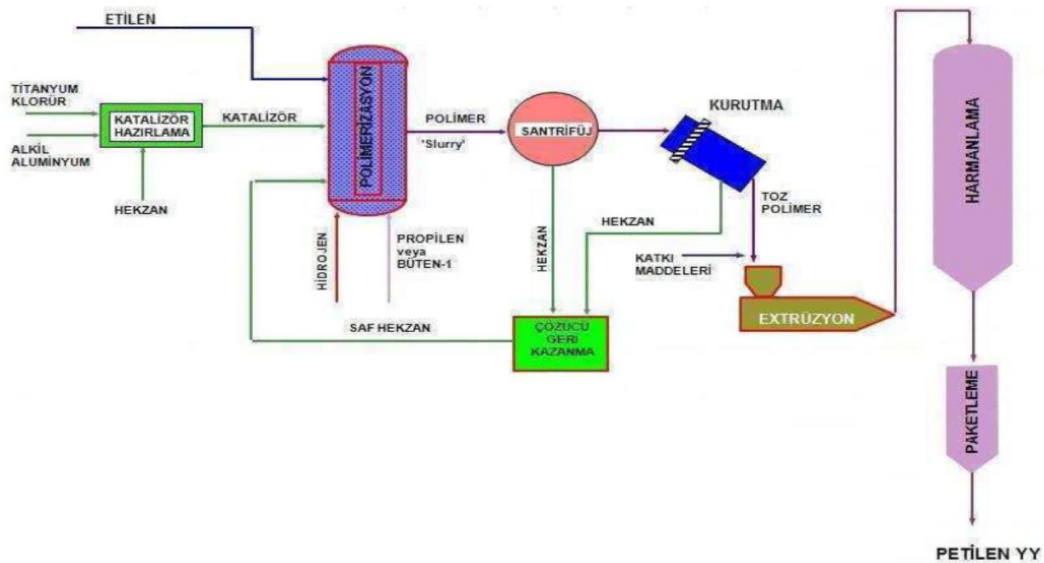 ETİLEN
TİTANYUM
KLORÜR
ALKİL
ALUMİNYUM
KATALİZÖR
HAZIRLAMA
HEKZAN
KATALİZÖR
POLİMERIZASYON
HİDROJEN
PROPİLEN
veya
BÜTEN-1
POLİMER
'Slurry'
SANTRİFÜJ
KURUTMA
HEKZAN
HEKZAN
TOZ
POLİMER
KATKI
MADDELERİ
EXTRÜZYON
SAF HEKZAN
ÇÖZÜCÜ
GERI
KAZANMA
HARMANLAMA
PAKETLEME
PETİLEN YY